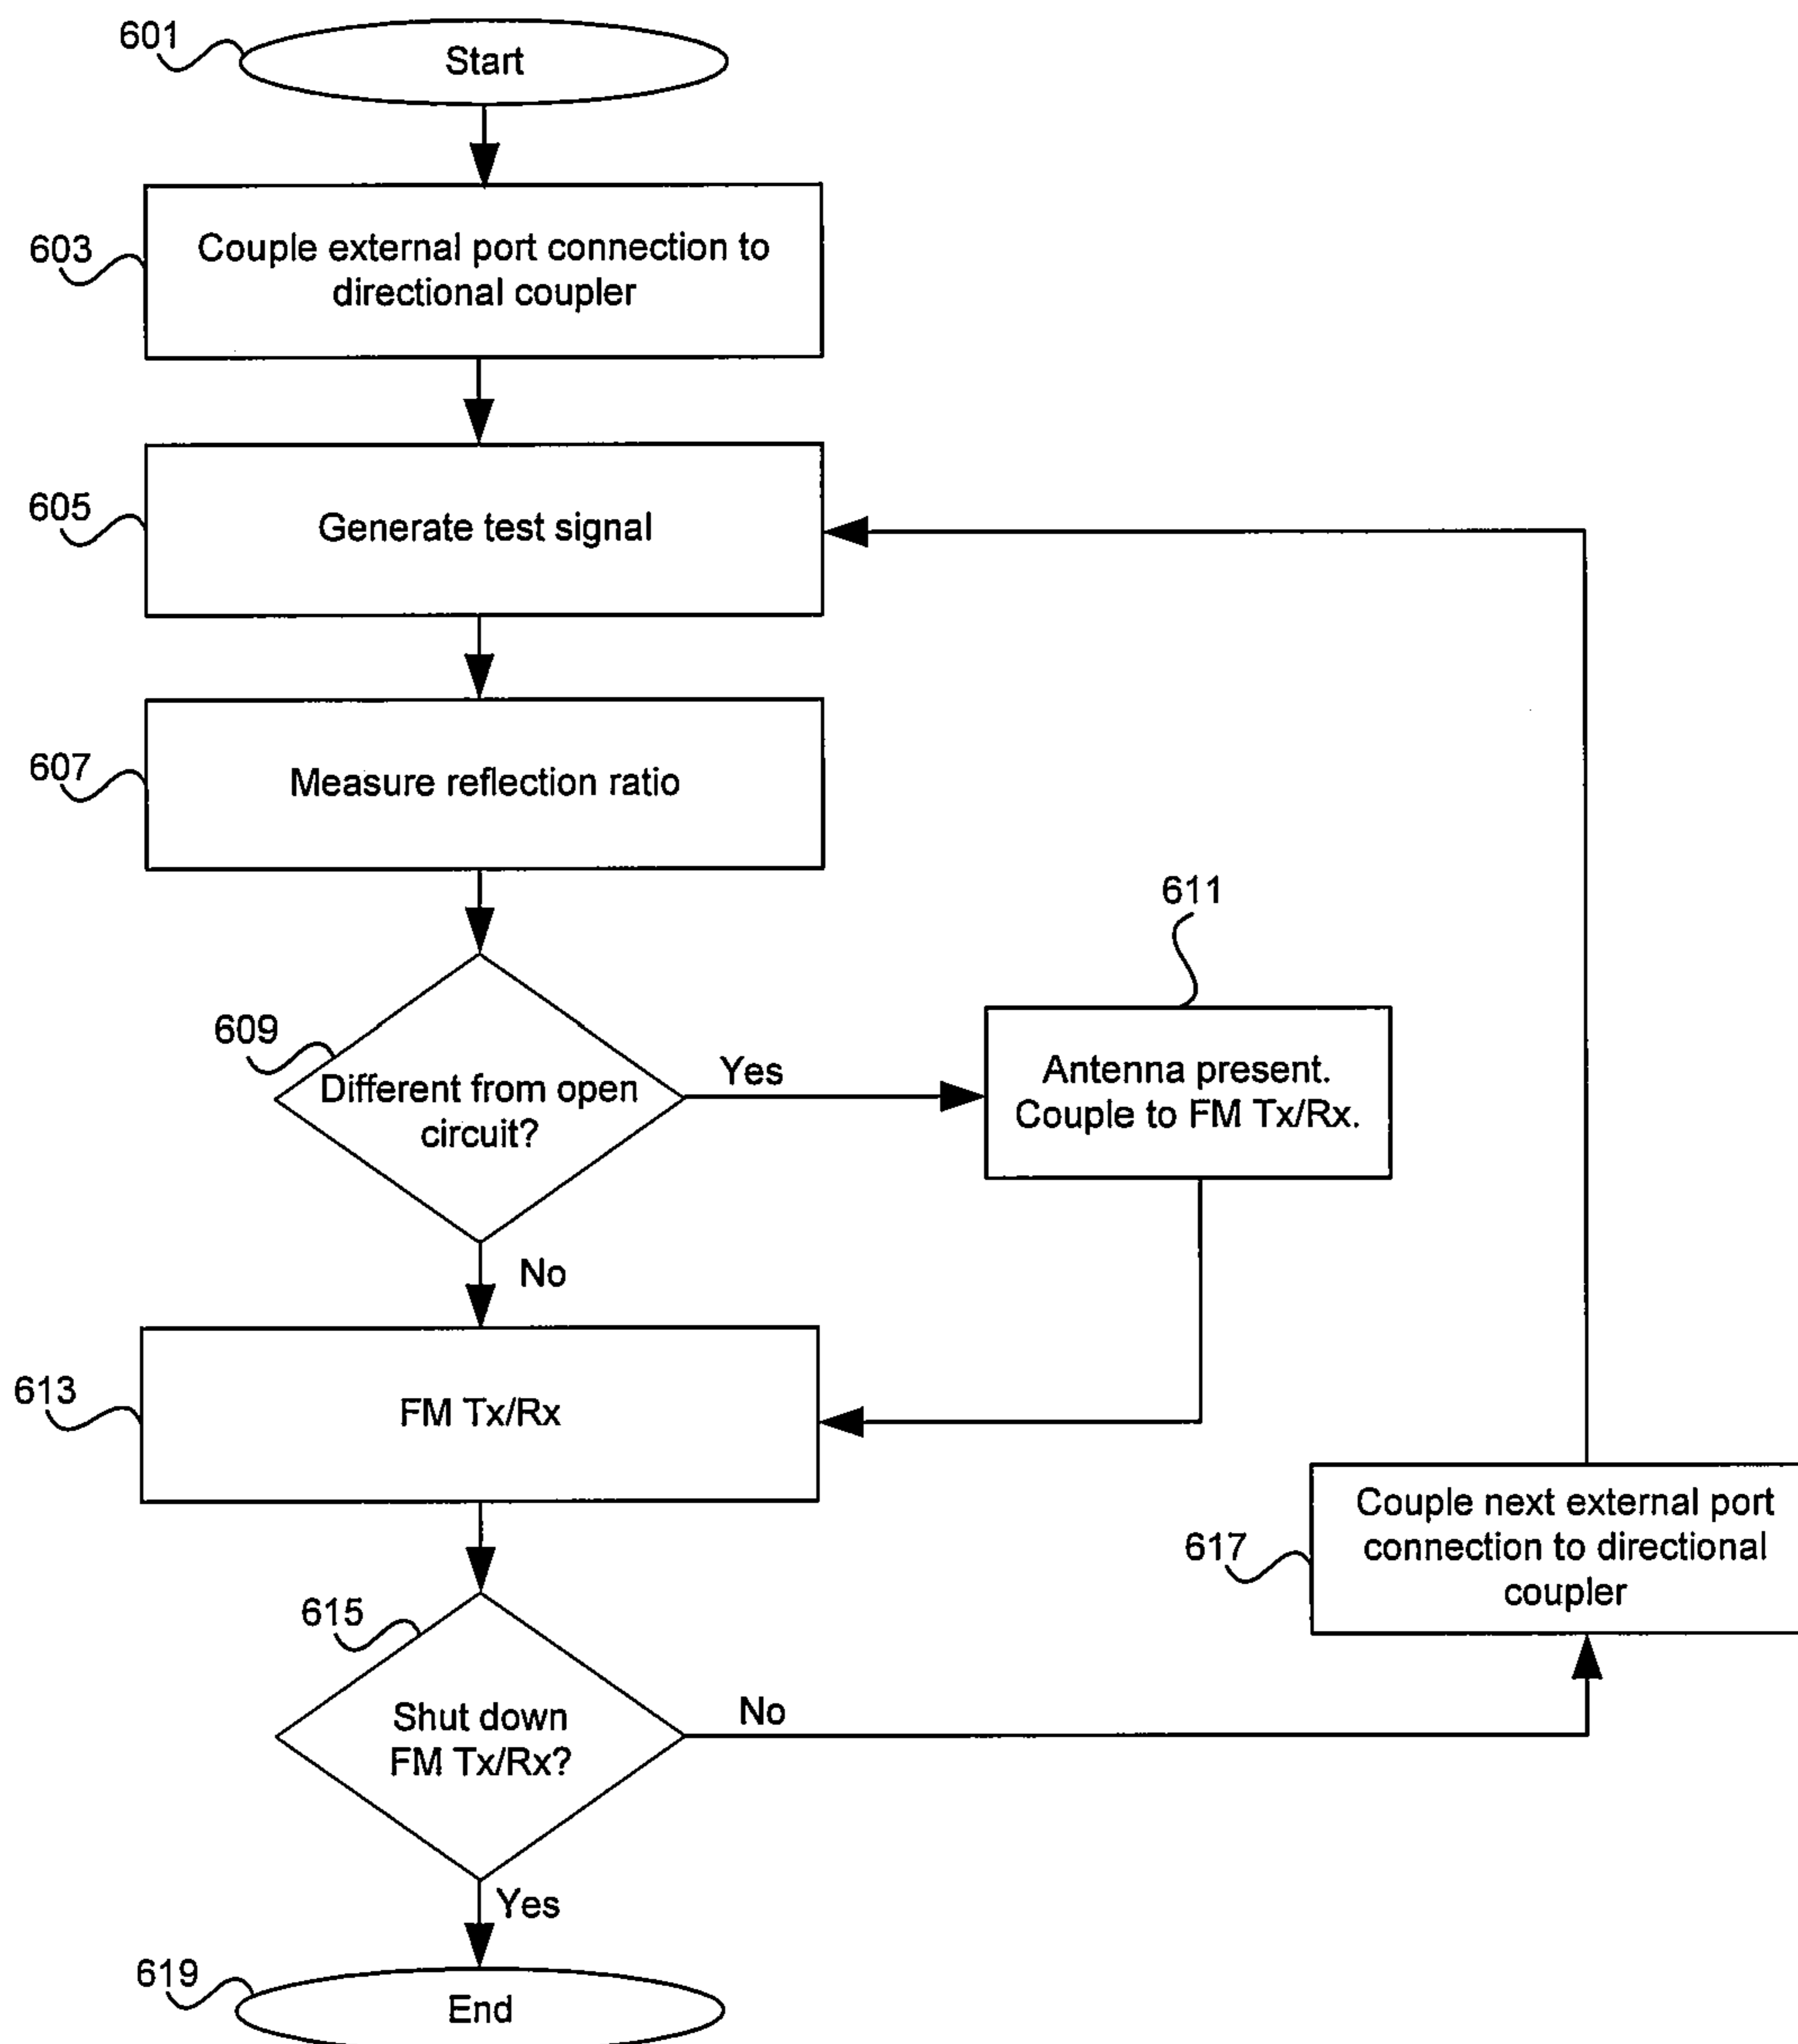 601
Start
603
Couple external port connection to
directional coupler
605
Generate test signal
607
Measure reflection ratio
609
Different from open
circuit?
Yes
611
Antenna present.
Couple to FM Tx/Rx.
No
613
FM Tx/Rx
615
Shut down
FM Tx/Rx?
No
617
Couple next external port
connection to directional
coupler
Yes
619
End